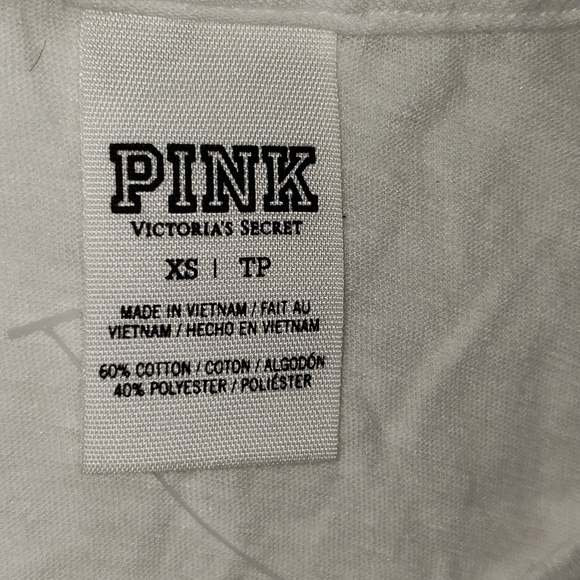 PINK
VICTORIA'S SECRET
XS | TP
MADE IN VIETNAM / FAIT AU
VIETNAM / HECHO EN VIETNAM
60% COTTON / COTON / ALGODÓN
40% POLYESTER / POLIÉSTER